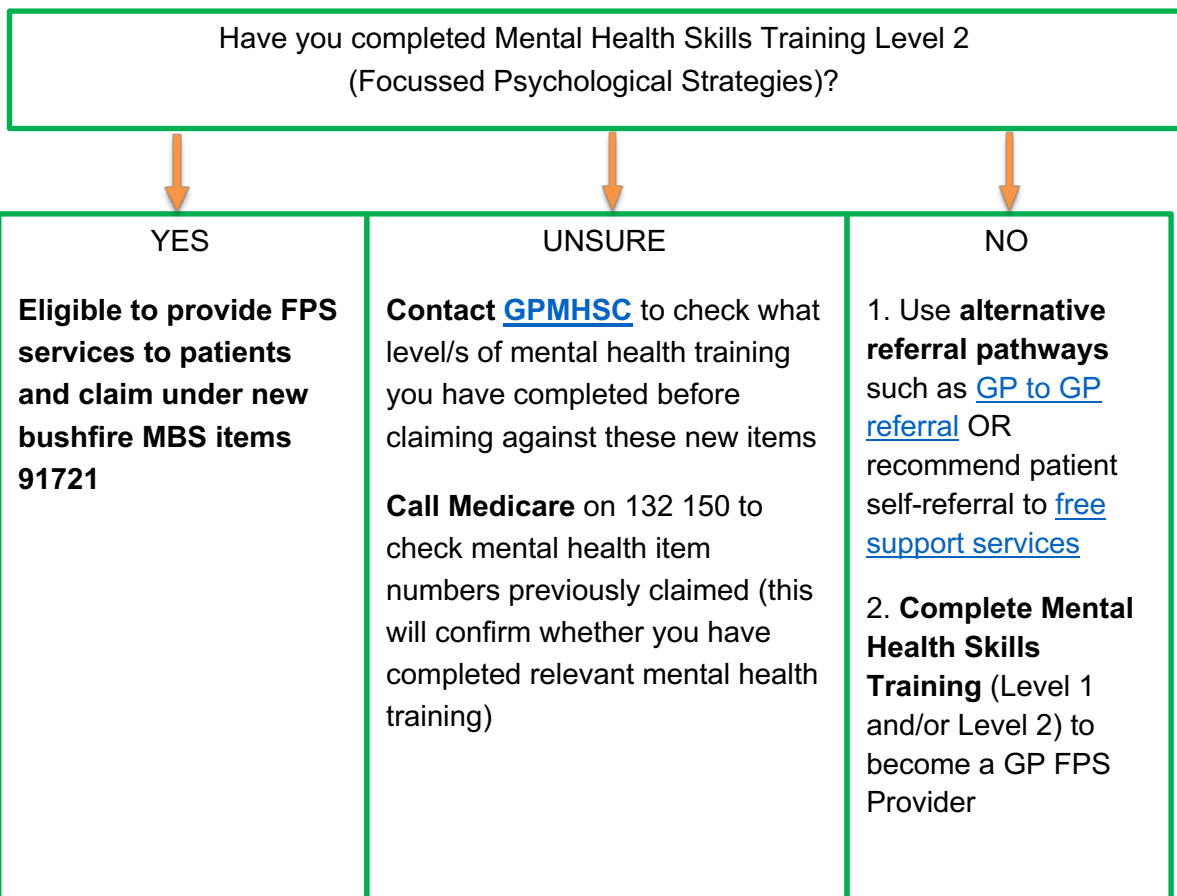 Have you completed Mental Health Skills Training Level 2
(Focussed Psychological Strategies)?
YES
Eligible to provide FPS
services to patients
and claim under new
bushfire MBS items
91721
UNSURE
Contact GPMHSC to check what
level/s of mental health training
you have completed before
claiming against these new items
Call Medicare on 132 150 to
check mental health item
numbers previously claimed (this
will confirm whether you have
completed relevant mental health
training)
NO
1. Use alternative
referral pathways
such as GP to GP
referral OR
recommend patient
self-referral to free
support services
2. Complete Mental
Health Skills
Training (Level 1
and/or Level 2) to
become a GP FPS
Provider